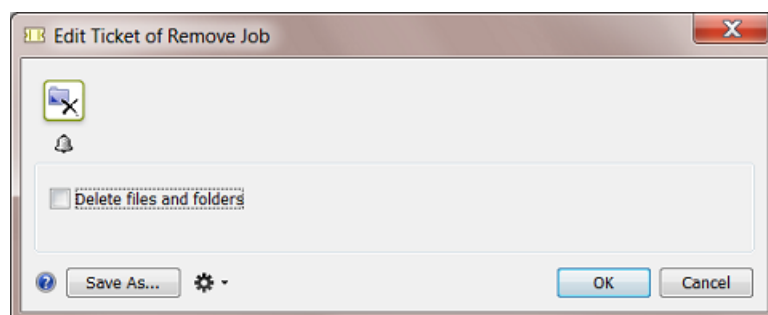 Edit Ticket of Remove Job
Delete files and folders
Save As...
OK
Cancel